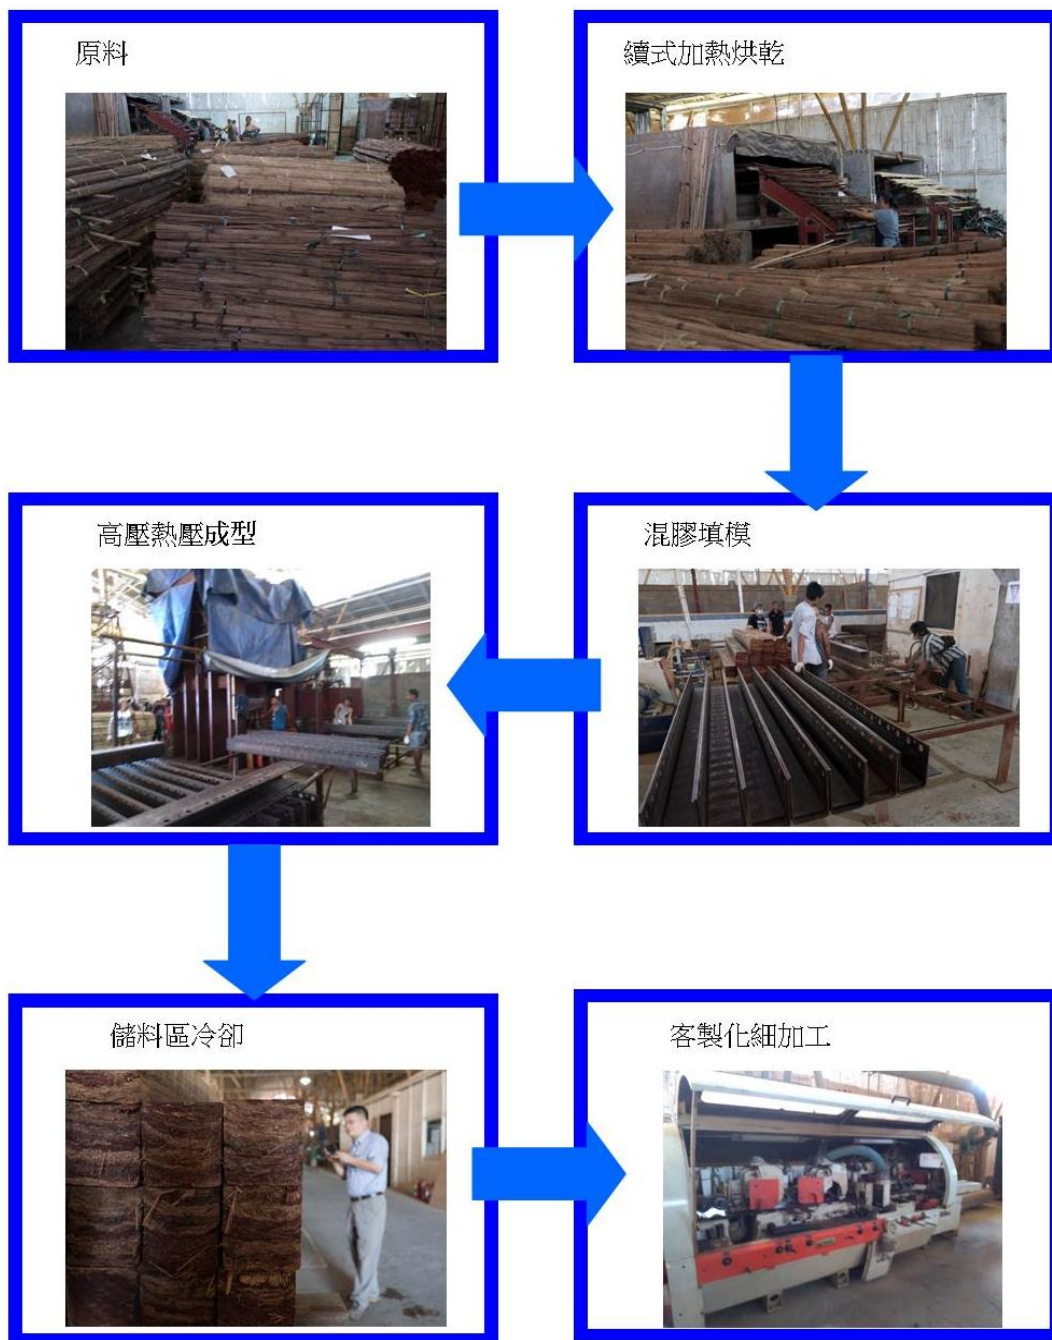 原料
續式加熱烘乾
混膠填模
高壓熱壓成型
儲料區冷卻
客製化細加工